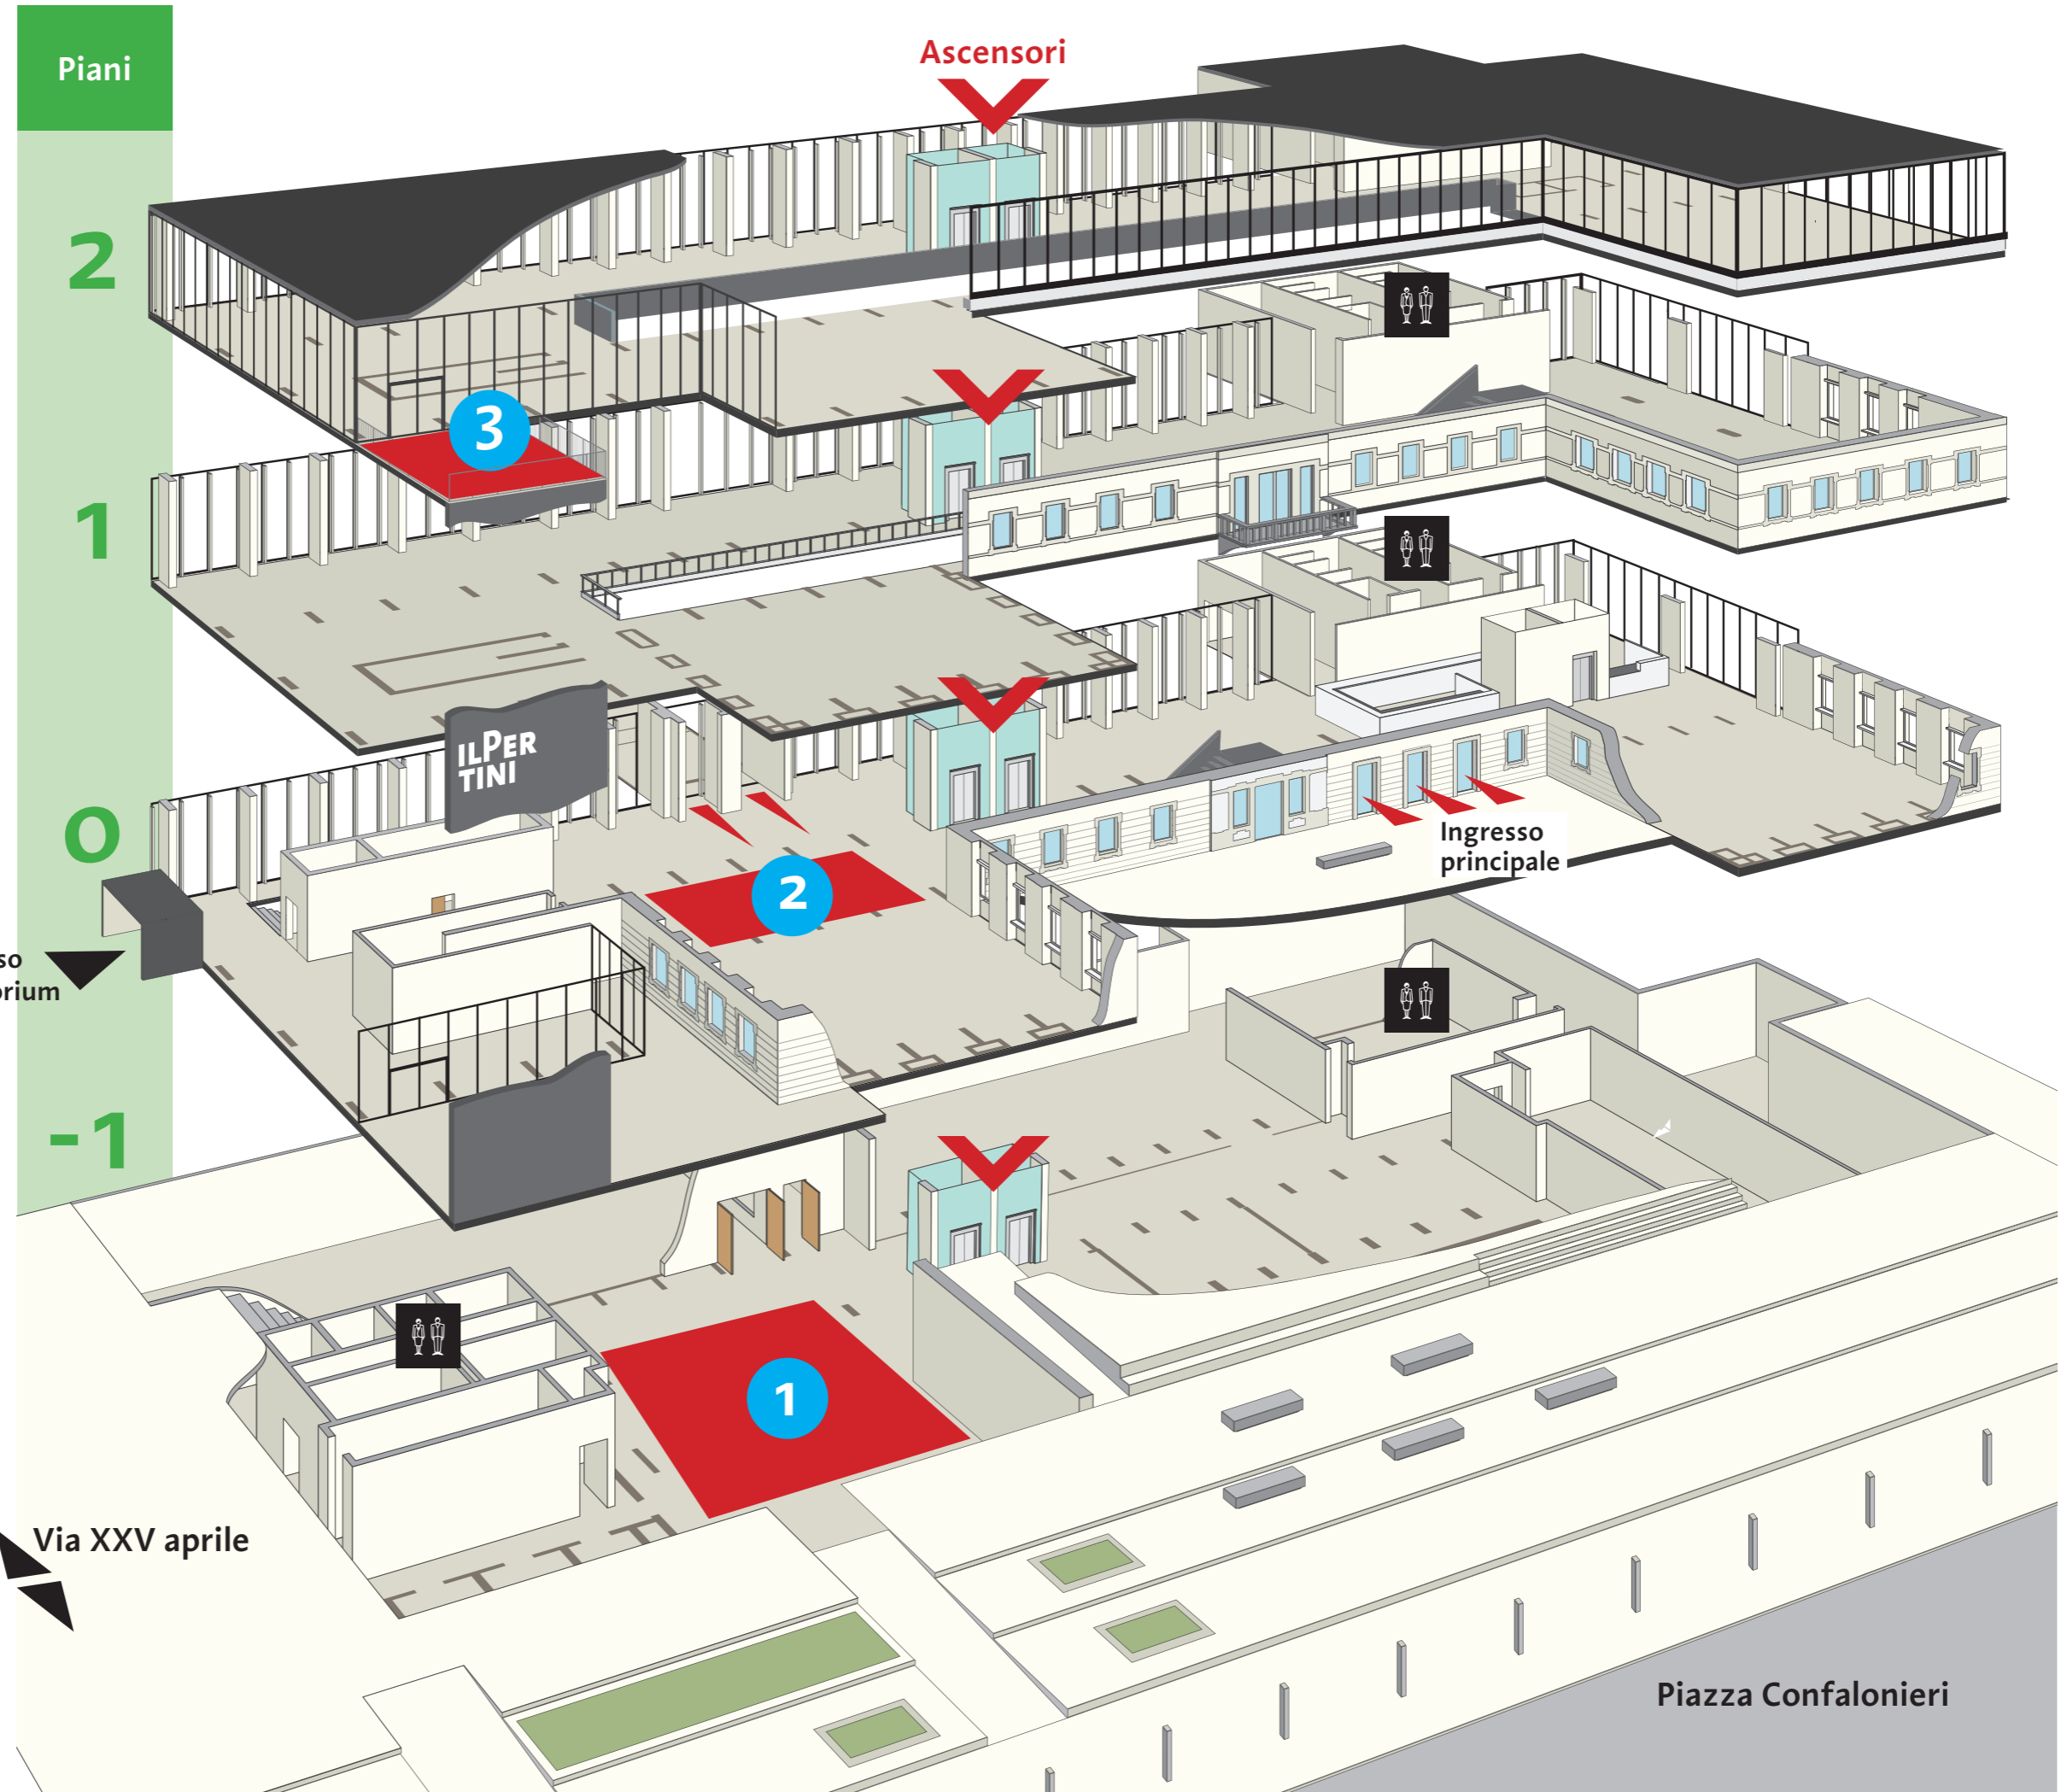 Piani
Ascensori
2
3
1
ILPER
TINI
0
2
Ingresso
principale
-1
1
Via XXV aprile
Piazza Confalonieri